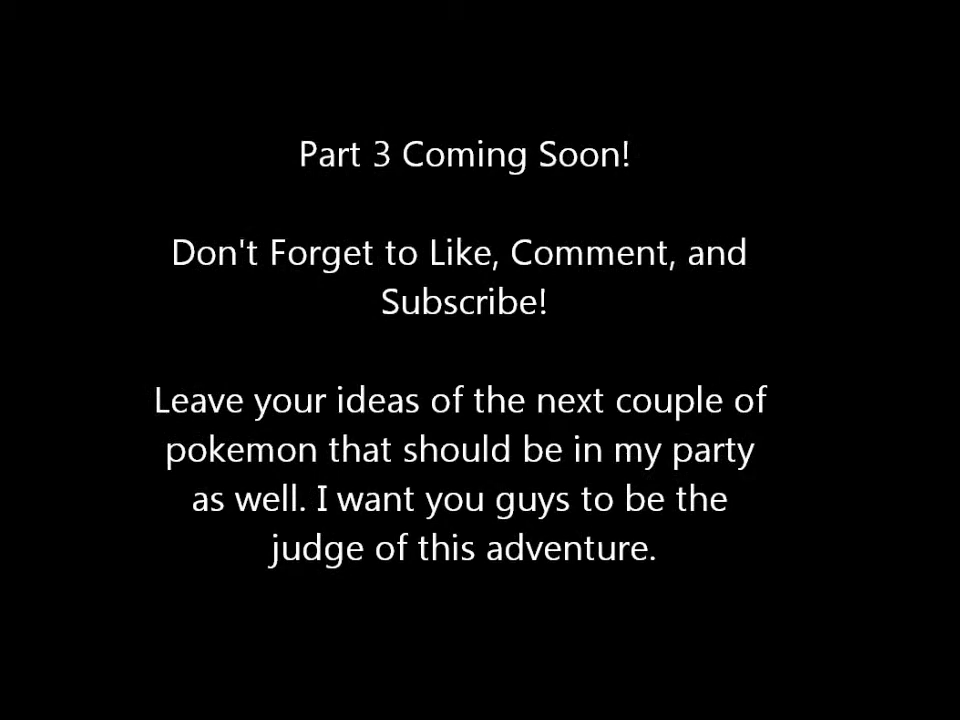 Part 3 Coming Soon!
Don't Forget to Like, Comment, and
Subscribe!
Leave your ideas of the next couple of
pokemon that should be in my party
as well. I want you guys to be the
judge of this adventure.